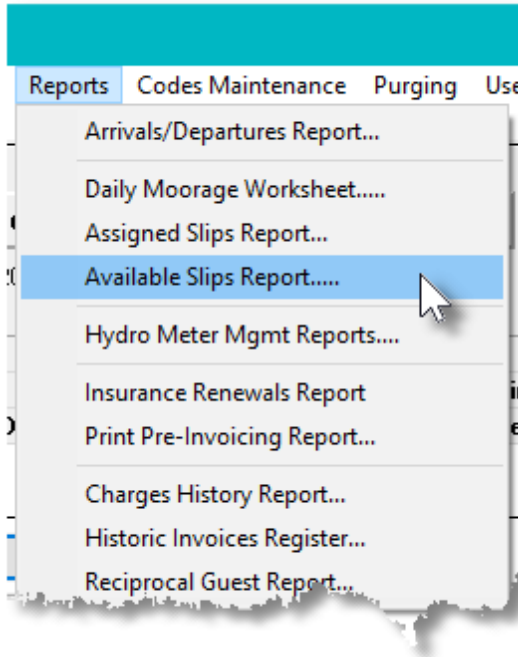 Reports Codes Maintenance Purging
Arrivals/Departures Report...
Daily Moorage Worksheet.....
Assigned Slips Report...
Available Slips Report.....
Hydro Meter Mgmt Reports....
Insurance Renewals Report
Print Pre-Invoicing Report...
Charges History Report...
Historic Invoices Register...
Reciprocal Guest Report...